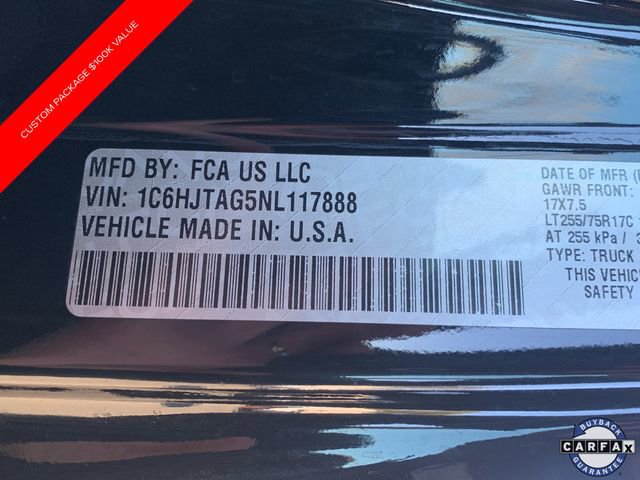 CUSTOM PACKAGE $100K VALUE
MFD BY: FCA US LLC
VIN: 1C6HJTAG5NL117888
VEHICLE MADE IN: U.S.A.
DATE OF MFR
GAWR FRONT:
17X7.5
LT255/75R17C
AT 255 kPa /
TYPE: TRUCK
THIS VEHIC
SAFETY
BUYBACK
CARFAX
GUARANTEE